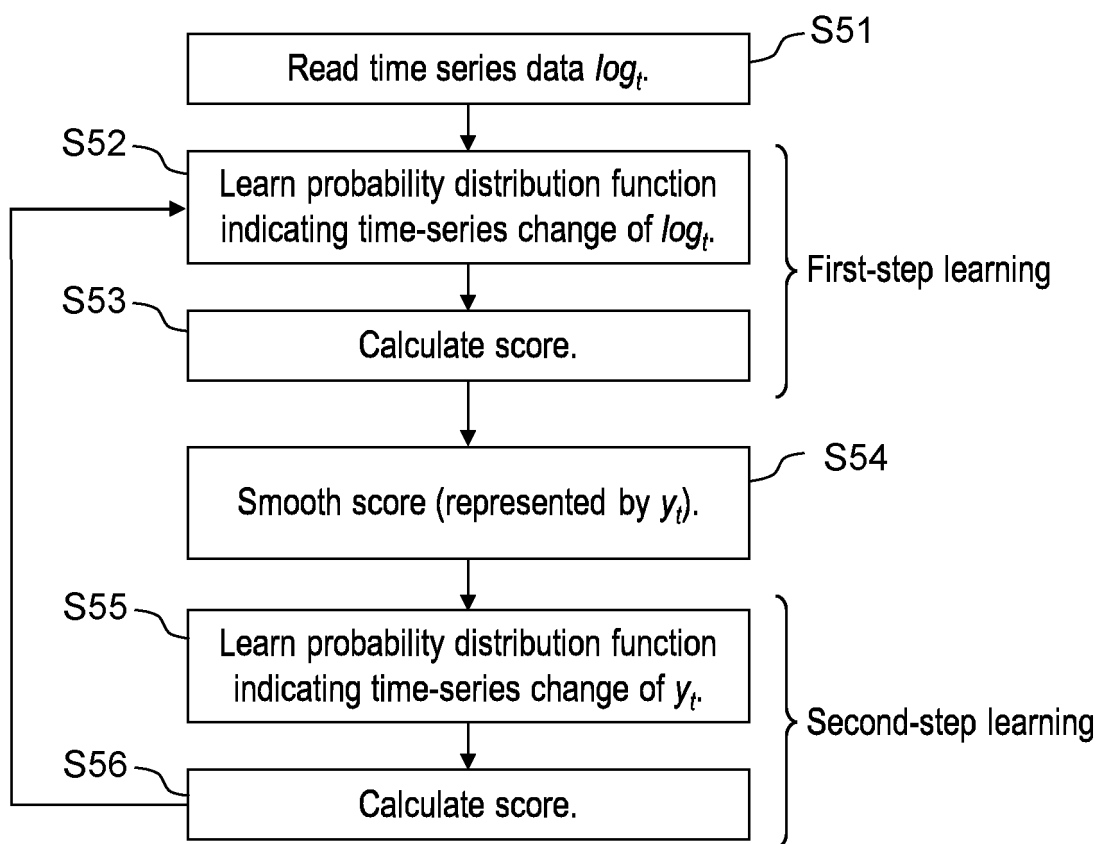 S51
Read time series data log_t.
S52
Learn probability distribution function
indicating time-series change of log_t.
First-step learning
S53
Calculate score.
S54
Smooth score (represented by y_t).
S55
Learn probability distribution function
indicating time-series change of y_t.
Second-step learning
S56
Calculate score.